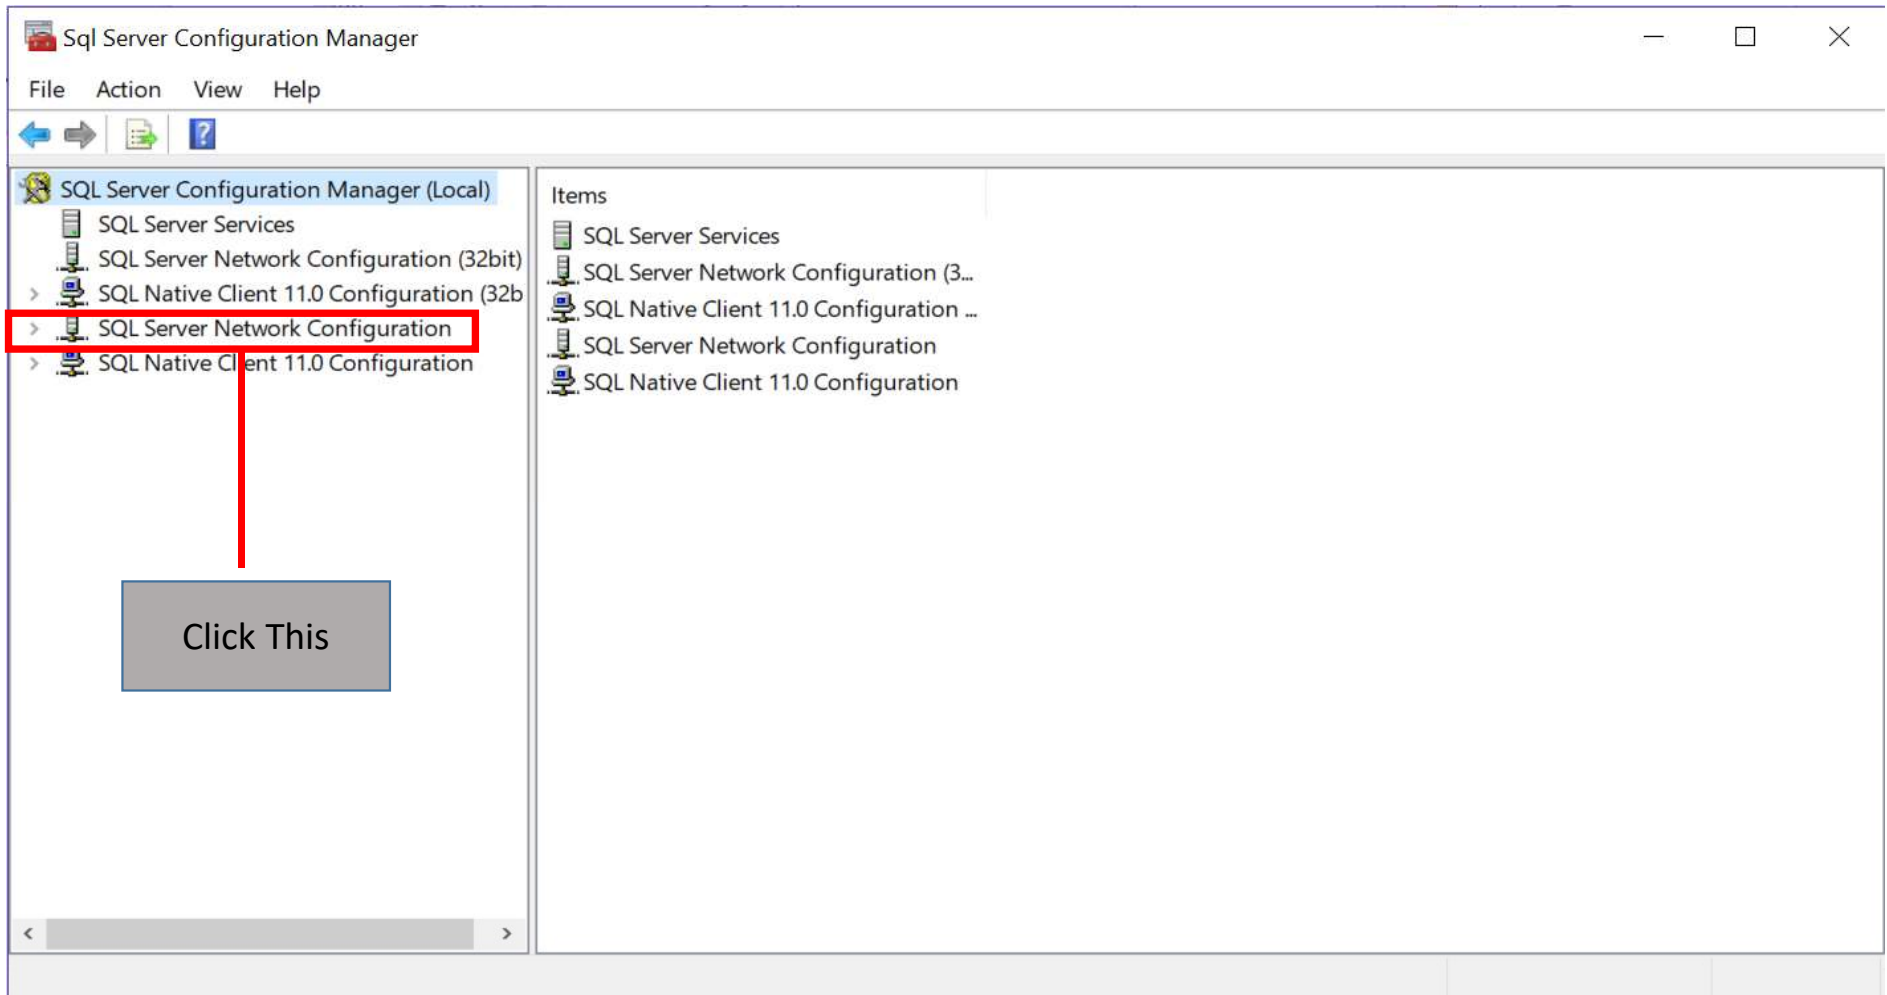 Sql Server Configuration Manager
File Action View Help
SQL Server Configuration Manager (Local)
SQL Server Services
SQL Server Network Configuration (32bit)
SQL Native Client 11.0 Configuration (32b
SQL Server Network Configuration
SQL Native Client 11.0 Configuration
Click This
Items
SQL Server Services
SQL Server Network Configuration (3...
SQL Native Client 11.0 Configuration ...
SQL Server Network Configuration
SQL Native Client 11.0 Configuration